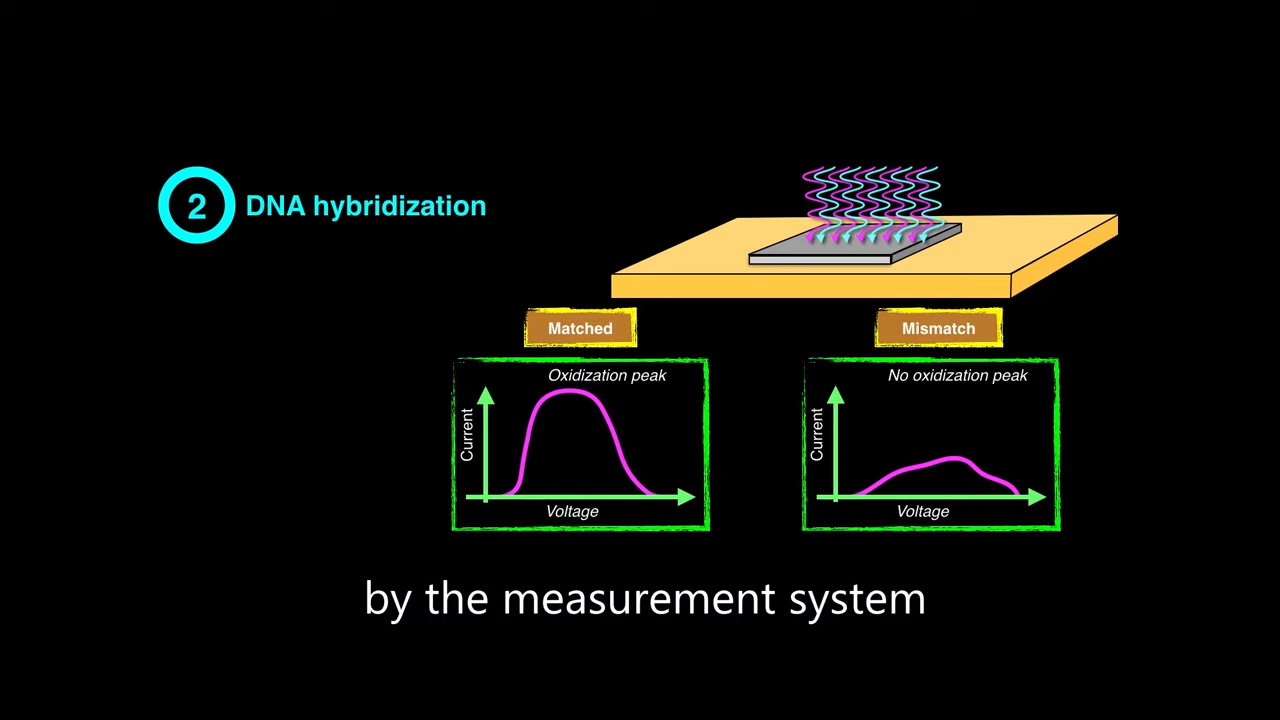 2
DNA hybridization
Matched
Mismatch
Oxidization peak
Current
Voltage
No oxidization peak
Current
Voltage
by the measurement system